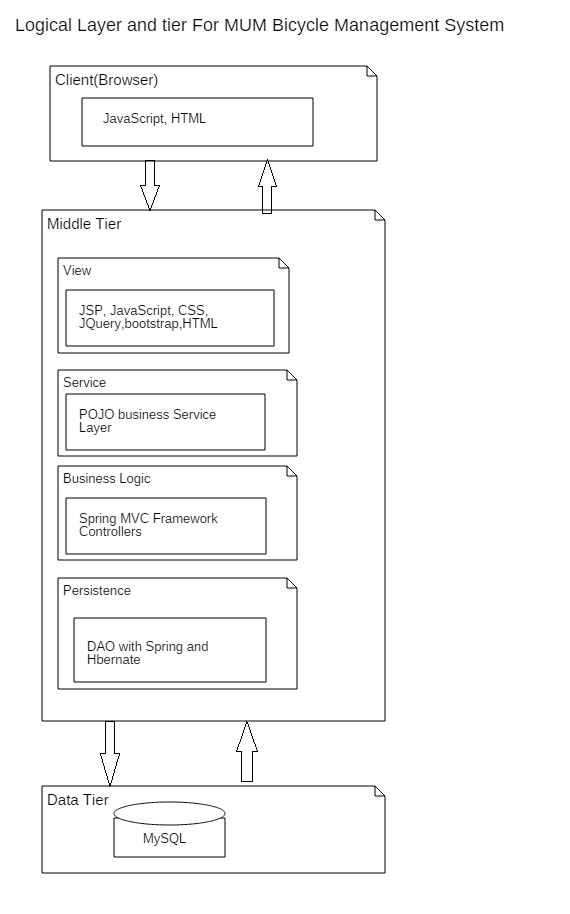 Logical Layer and tier For MUM Bicycle Management System
Client(Browser)
JavaScript, HTML
Middle Tier
View
JSP, JavaScript, CSS,
JQuery,bootstrap,HTML
Service
POJO business Service
Layer
Business Logic
Spring MVC Framework
Controllers
Persistence
DAO with Spring and
Hbernate
Data Tier
MySQL